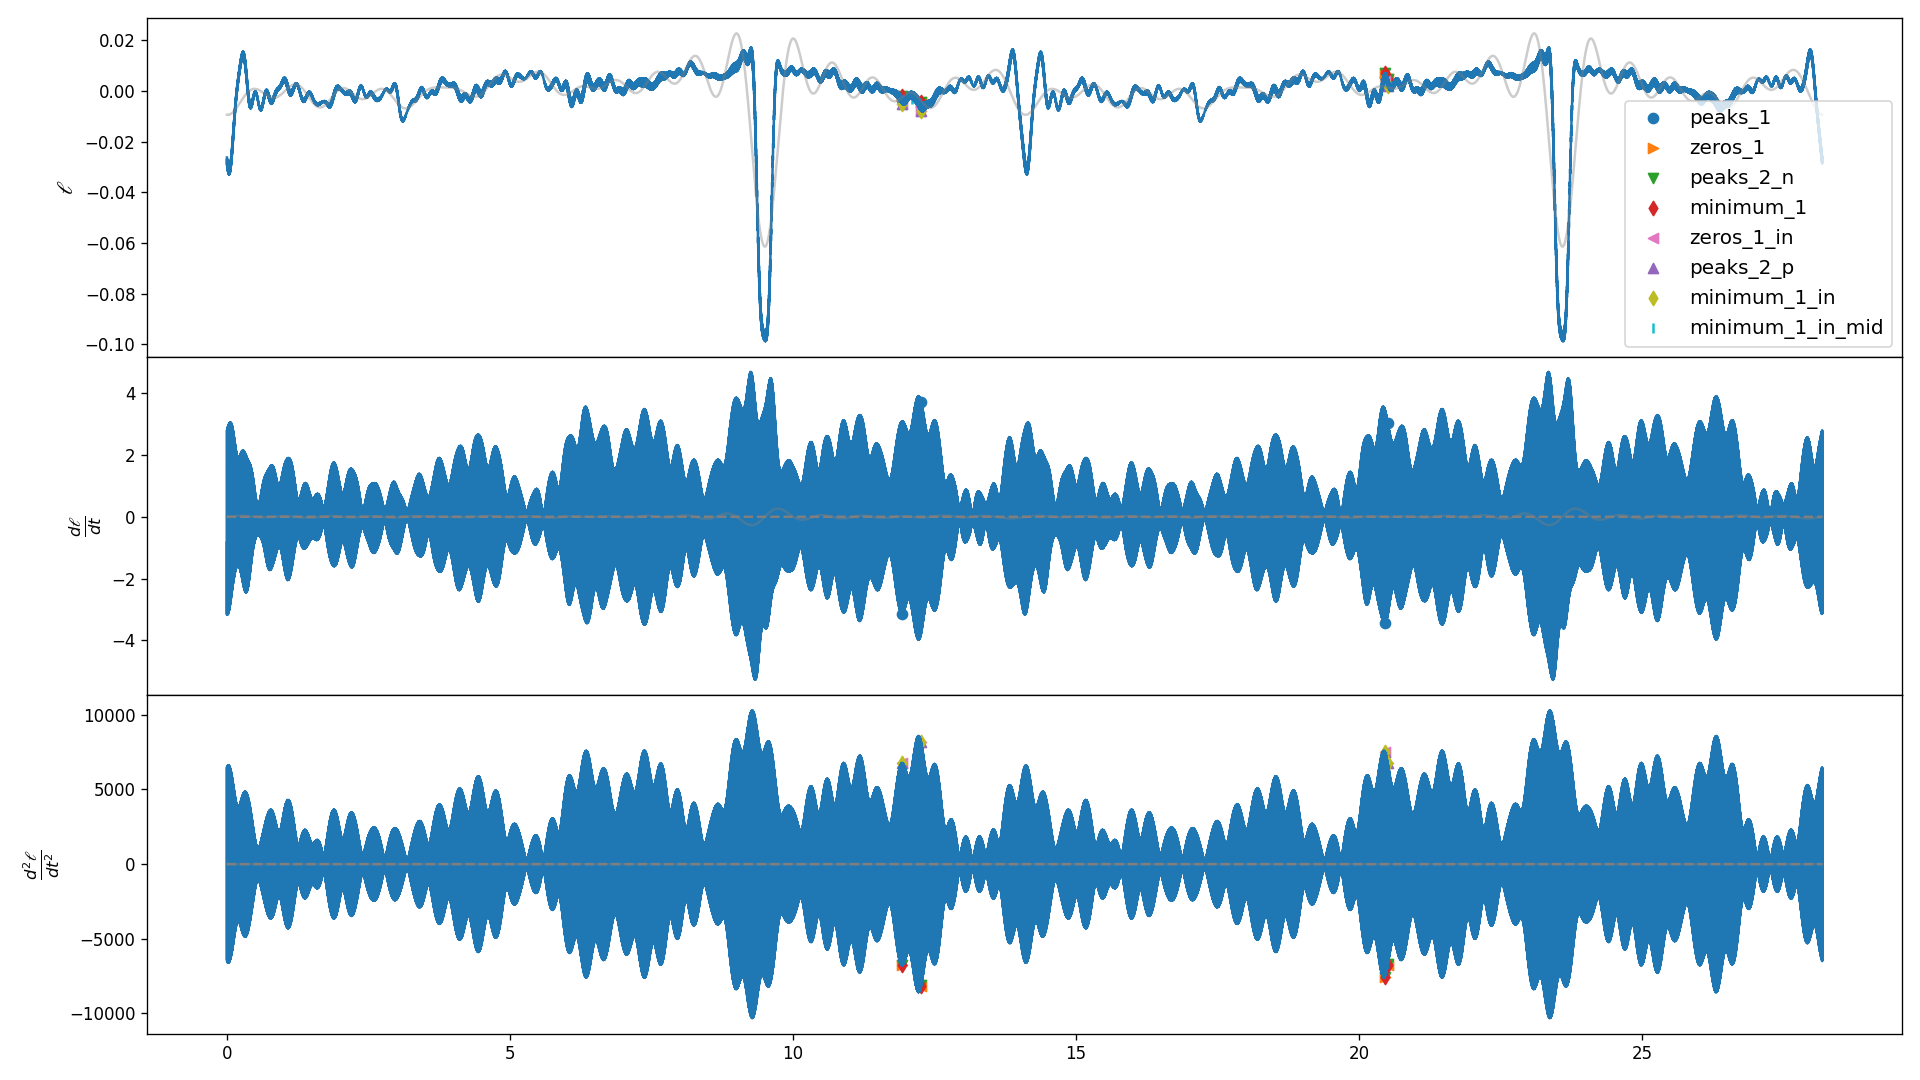 0.02
0.00
−0.02
−0.04
−0.06
−0.08
−0.10
ℓ
peaks_1
zeros_1
peaks_2_n
minimum_1
zeros_1_in
peaks_2_p
minimum_1_in
minimum_1_in_mid
4
2
0
−2
−4
dℓ
dt
10000
5000
0
−5000
−10000
d²ℓ
dt²
0
5
10
15
20
25